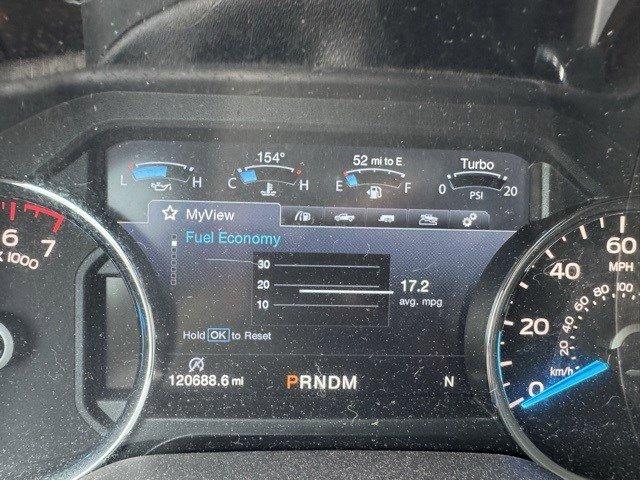 154°
52 mi to E
Turbo
L H
C H
E F
0 PSI 20
MyView
Fuel Economy
30
20
10
17.2
avg. mpg
Hold OK to Reset
120688.6 mi
PRNDM
N
6 7
X 1000
60
MPH
40
20
0
100
80
60
40
20
km/h